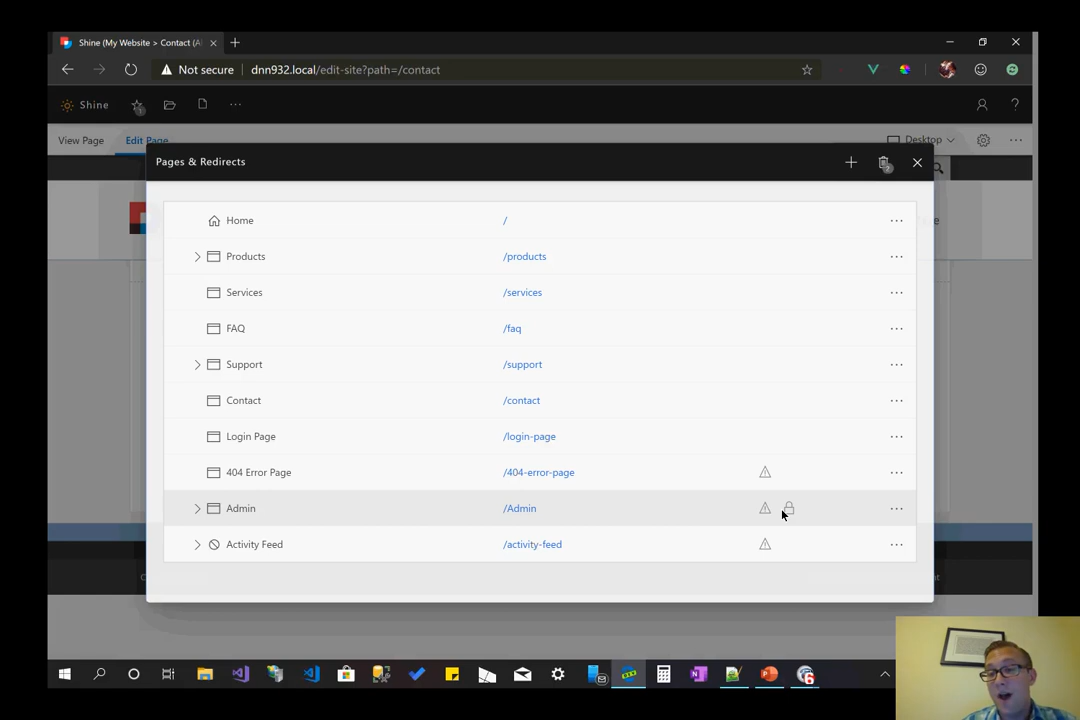 Shine (My Website > Contact (A
Not secure dnn932.local/edit-site?path=/contact
Shine
View Page Edit Page Desktop
Pages & Redirects
Home /
Products /products
Services /services
FAQ /faq
Support /support
Contact /contact
Login Page /login-page
404 Error Page /404-error-page
Admin /Admin
Activity Feed /activity-feed